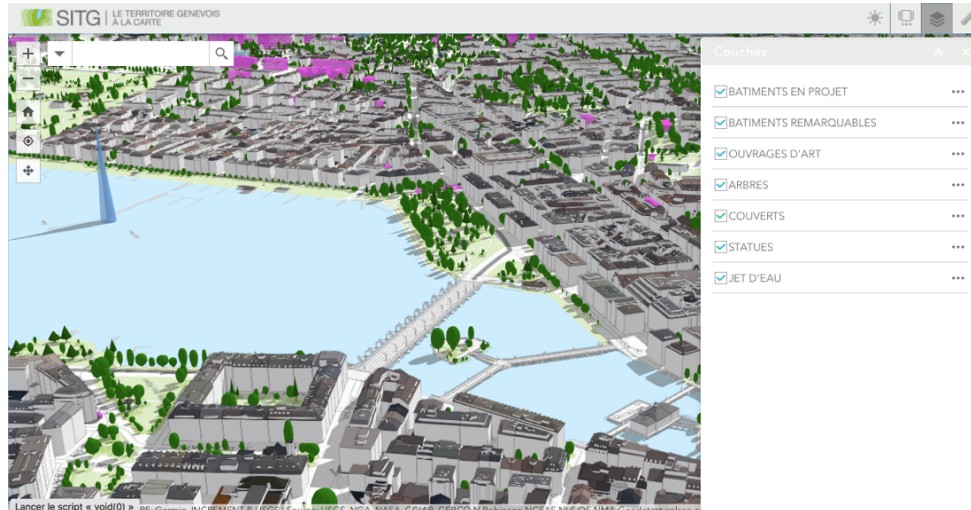 SITG
LE TERRITOIRE GENEVOIS
À LA CARTE
Couches
BATIMENTS EN PROJET
BATIMENTS REMARQUABLES
OUVRAGES D'ART
ARBRES
COUVERTS
STATUES
JET D'EAU
Lancer le script « void(0) »